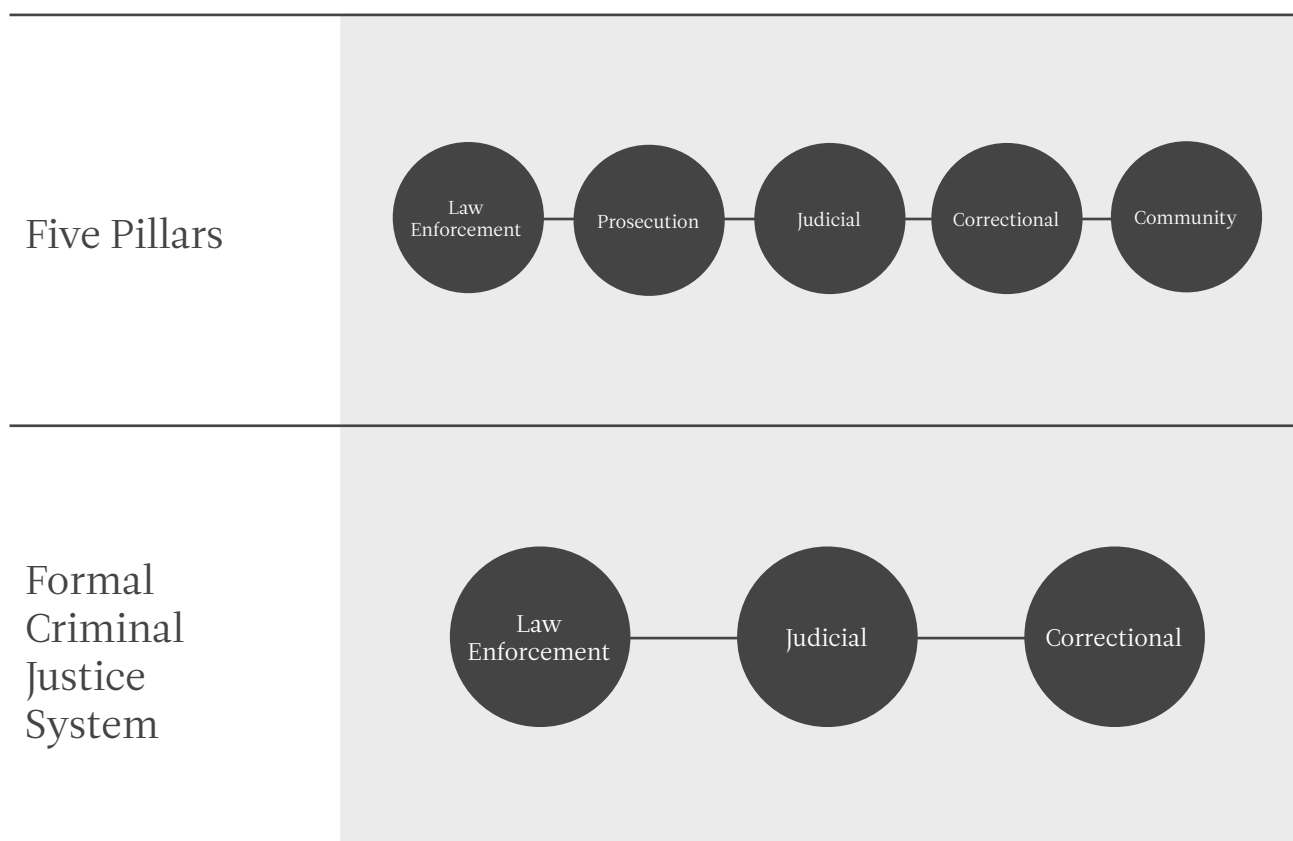 Five Pillars
Law
Enforcement
Prosecution
Judicial
Correctional
Community
Formal
Criminal
Justice
System
Law
Enforcement
Judicial
Correctional